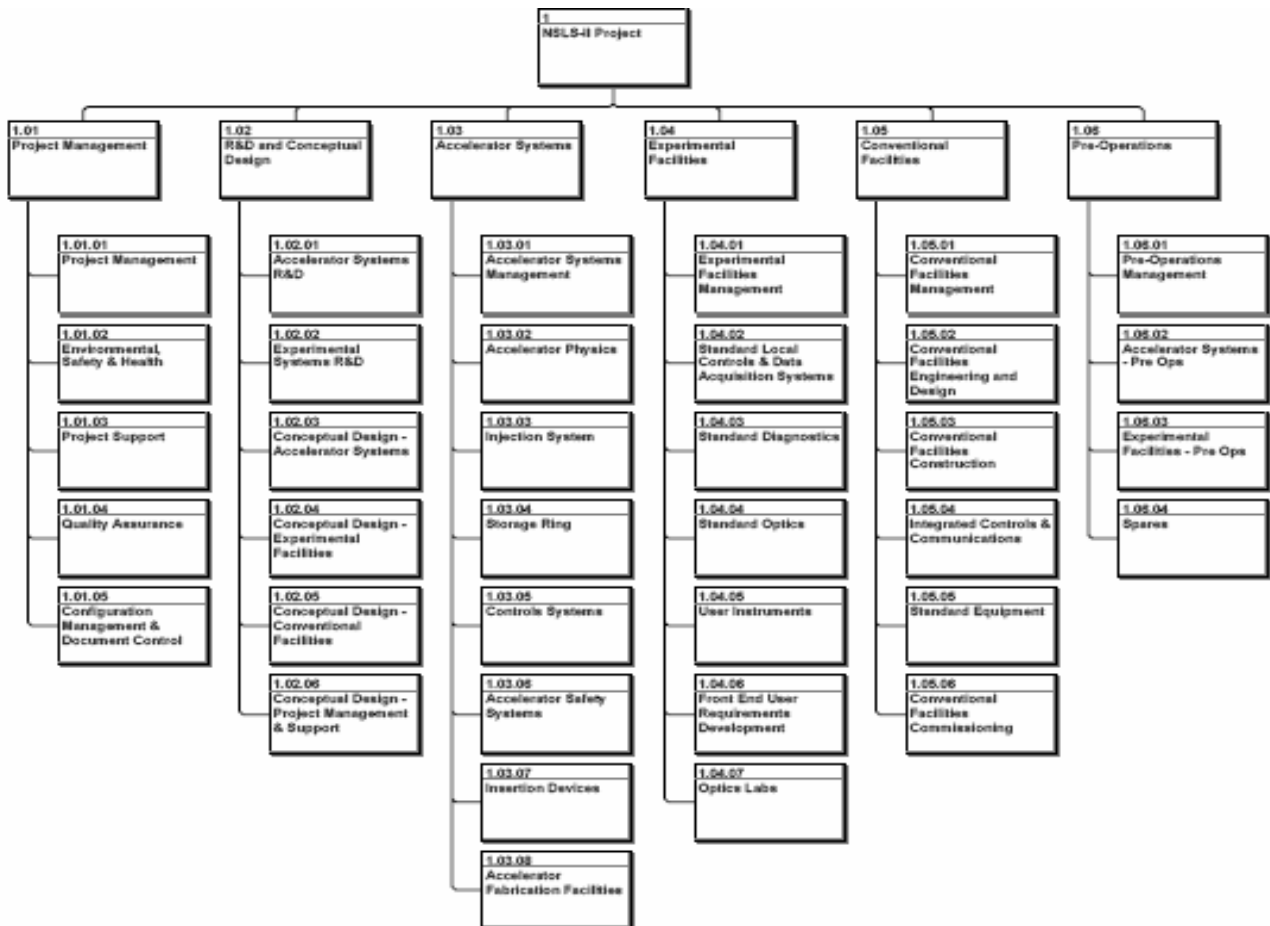 1
NSLS-II Project
1.01
Project Management
1.02
R&D and Conceptual
Design
1.03
Accelerator Systems
1.04
Experimental
Facilities
1.05
Conventional
Facilities
1.06
Pre-Operations
1.01.01
Project Management
1.01.02
Environmental,
Safety & Health
1.01.03
Project Support
1.01.04
Quality Assurance
1.01.05
Configuration
Management &
Document Control
1.02.01
Accelerator Systems
R&D
1.02.02
Experimental
Systems R&D
1.02.03
Conceptual Design -
Accelerator Systems
1.02.04
Conceptual Design -
Experimental
Facilities
1.02.05
Conceptual Design -
Conventional
Facilities
1.02.06
Conceptual Design -
Project Management
& Support
1.03.01
Accelerator Systems
Management
1.03.02
Accelerator Physics
1.03.03
Injection System
1.03.04
Storage Ring
1.03.05
Controls Systems
1.03.06
Accelerator Safety
Systems
1.03.07
Insertion Devices
1.03.08
Accelerator
Fabrication Facilities
1.04.01
Experimental
Facilities
Management
1.04.02
Standard Local
Controls & Data
Acquisition Systems
1.04.03
Standard Diagnostics
1.04.04
Standard Optics
1.04.05
User Instruments
1.04.06
Front End User
Requirements
Development
1.04.07
Optics Labs
1.05.01
Conventional
Facilities
Management
1.05.02
Conventional
Facilities
Engineering and
Design
1.05.03
Conventional
Facilities
Construction
1.05.04
Integrated Controls &
Communications
1.05.05
Standard Equipment
1.05.06
Conventional
Facilities
Commissioning
1.06.01
Pre-Operations
Management
1.06.02
Accelerator Systems
- Pre Ops
1.06.03
Experimental
Facilities - Pre Ops
1.06.04
Spares